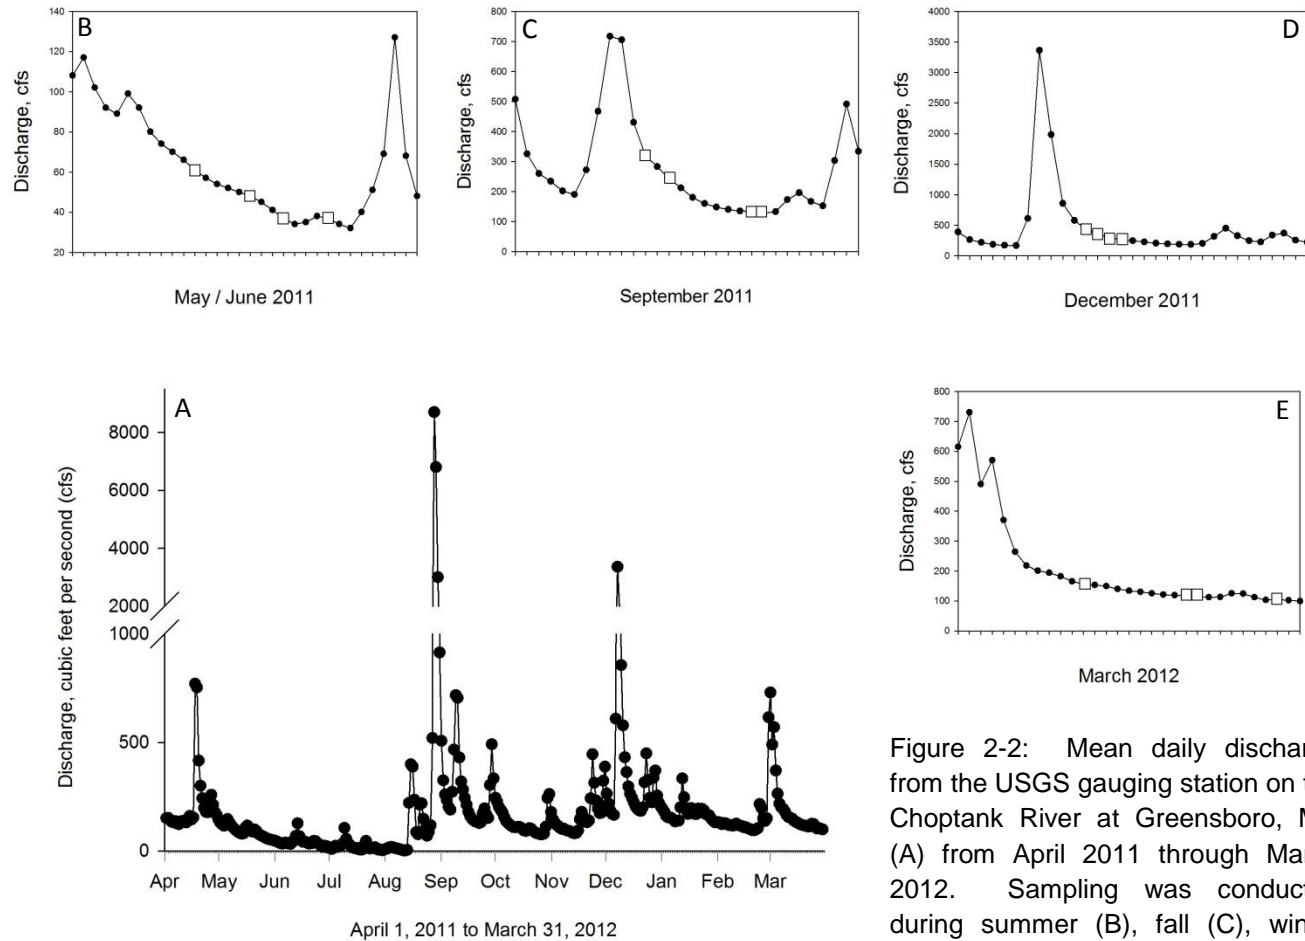 B
140
120
100
80
60
40
20
Discharge, cfs
May / June 2011
C
800
700
600
500
400
300
200
100
0
Discharge, cfs
September 2011
D
4000
3500
3000
2500
2000
1500
1000
500
0
Discharge, cfs
December 2011
A
8000
6000
4000
2000
1000
500
0
Discharge, cubic feet per second (cfs)
Apr May Jun Jul Aug Sep Oct Nov Dec Jan Feb Mar
April 1, 2011 to March 31, 2012
E
800
700
600
500
400
300
200
100
0
Discharge, cfs
March 2012
Figure 2-2: Mean daily dischar
from the USGS gauging station on t
Choptank River at Greensboro, M
(A) from April 2011 through Mar
2012. Sampling was conduct
during summer (B), fall (C), win